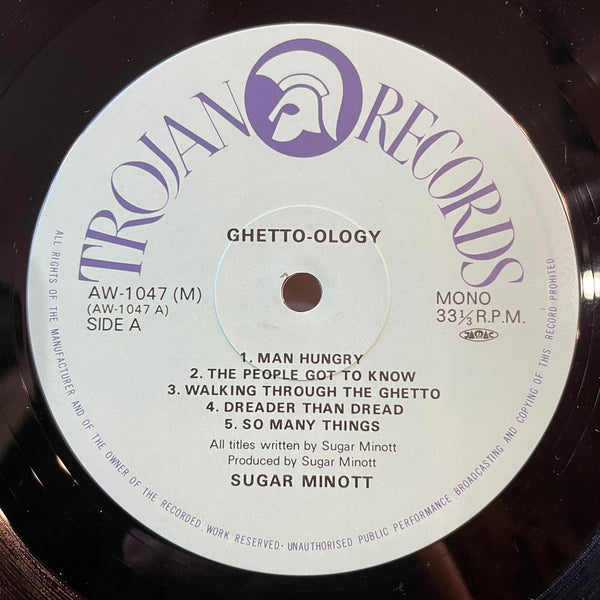 TROJAN RECORDS
GHETTO-OLOGY
AW-1047 (M)
(AW-1047 A)
SIDE A
MONO
33⅓ R.P.M.
JASRAC
1. MAN HUNGRY
2. THE PEOPLE GOT TO KNOW
3. WALKING THROUGH THE GHETTO
4. DREADER THAN DREAD
5. SO MANY THINGS
All titles written by Sugar Minott
Produced by Sugar Minott
SUGAR MINOTT
ALL RIGHTS OF THE MANUFACTURER AND OF THE OWNER OF THE RECORDED WORK RESERVED · UNAUTHORISED PUBLIC PERFORMANCE BROADCASTING AND COPYING OF THIS RECORD PROHIBITED